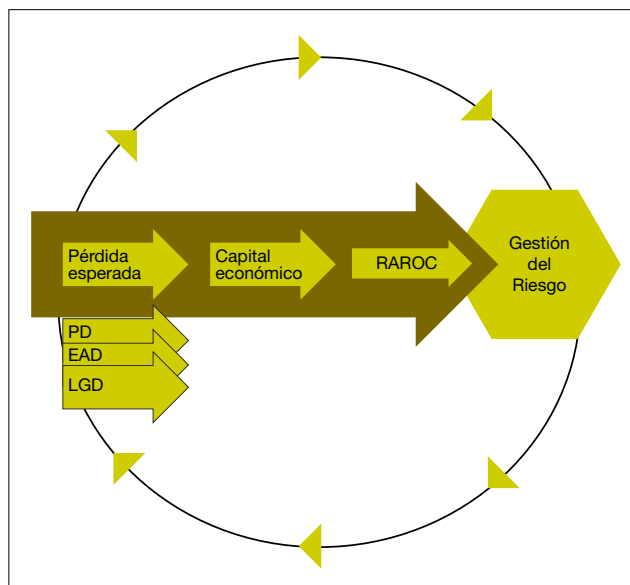 Pérdida
esperada
Capital
económico
RAROC
Gestión
del
Riesgo
PD
EAD
LGD